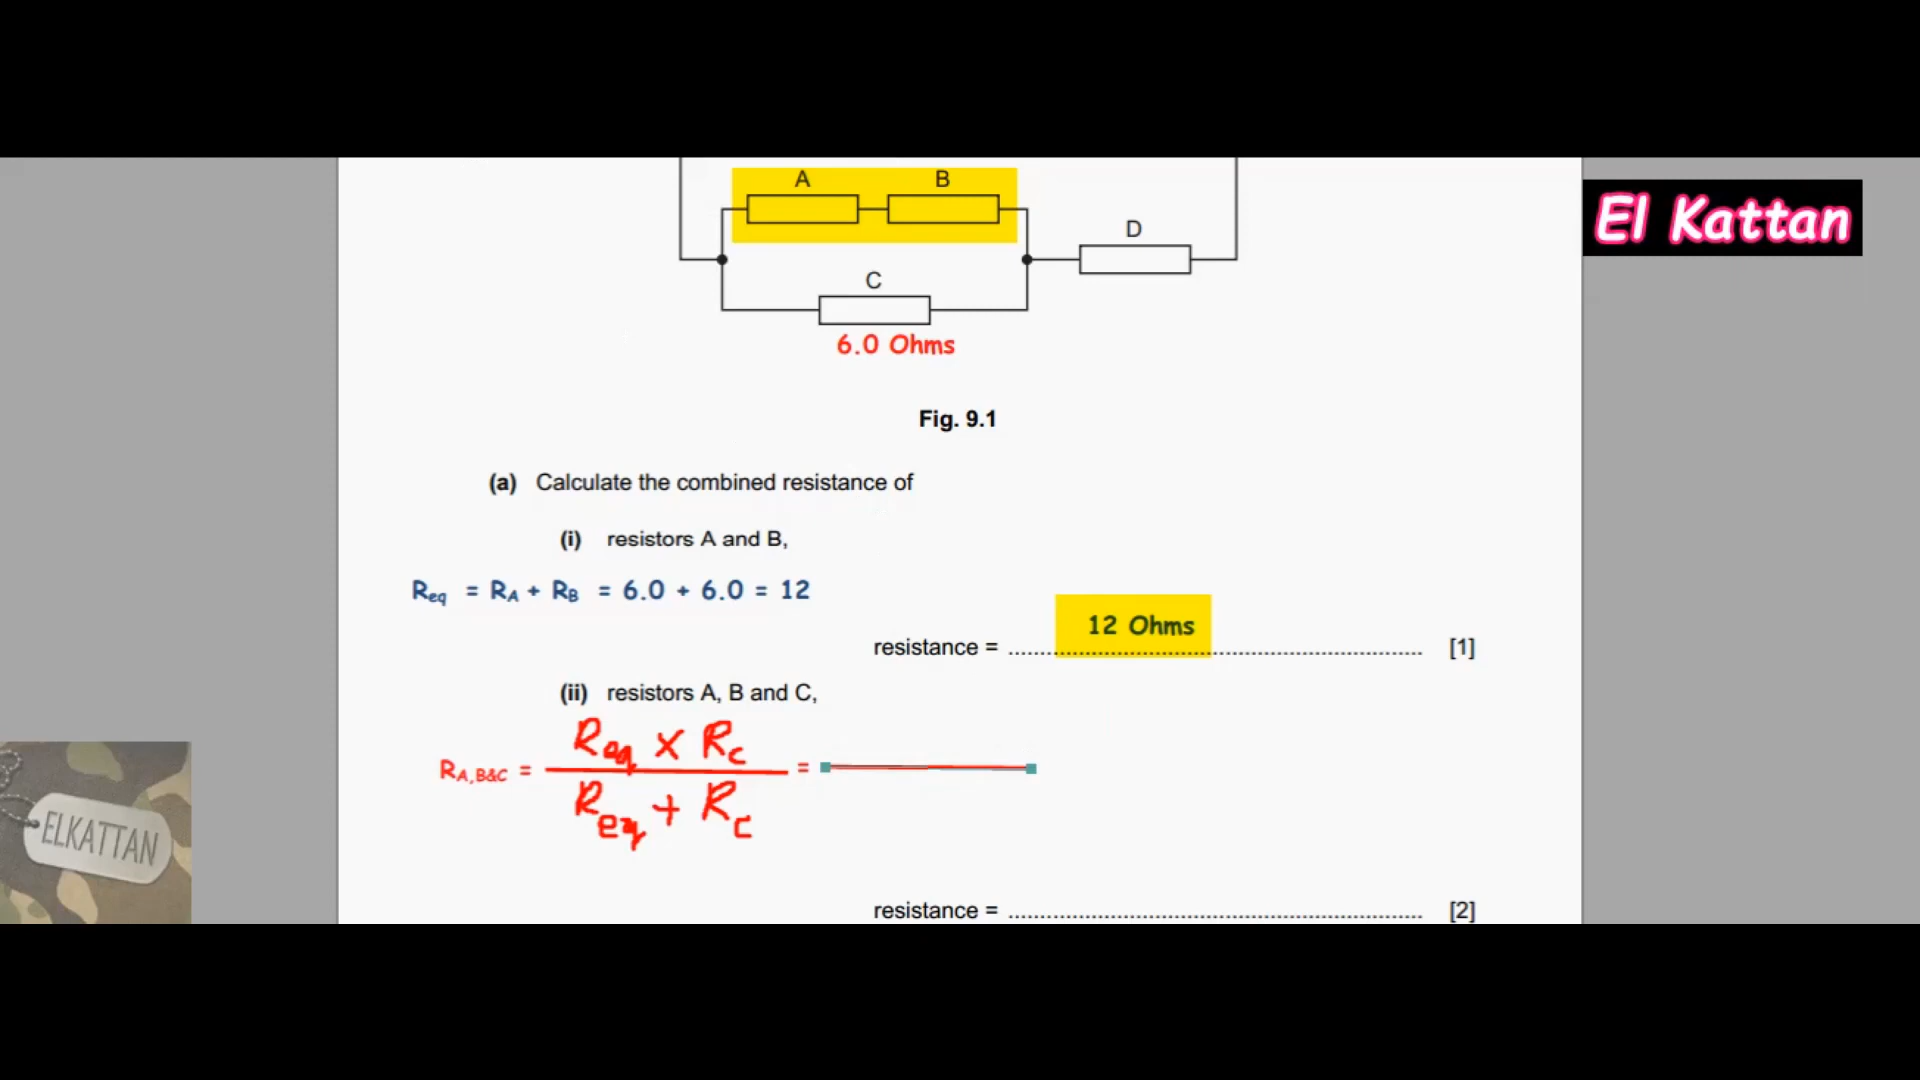 El Kattan
A
B
D
C
6.0 Ohms
Fig. 9.1
(a) Calculate the combined resistance of
(i) resistors A and B,
Req = RA + RB = 6.0 + 6.0 = 12
12 Ohms
resistance = .................................................................. [1]
(ii) resistors A, B and C,
RA,B&C = Req × Rc / Req + Rc =
ELKATTAN
resistance = .................................................................. [2]